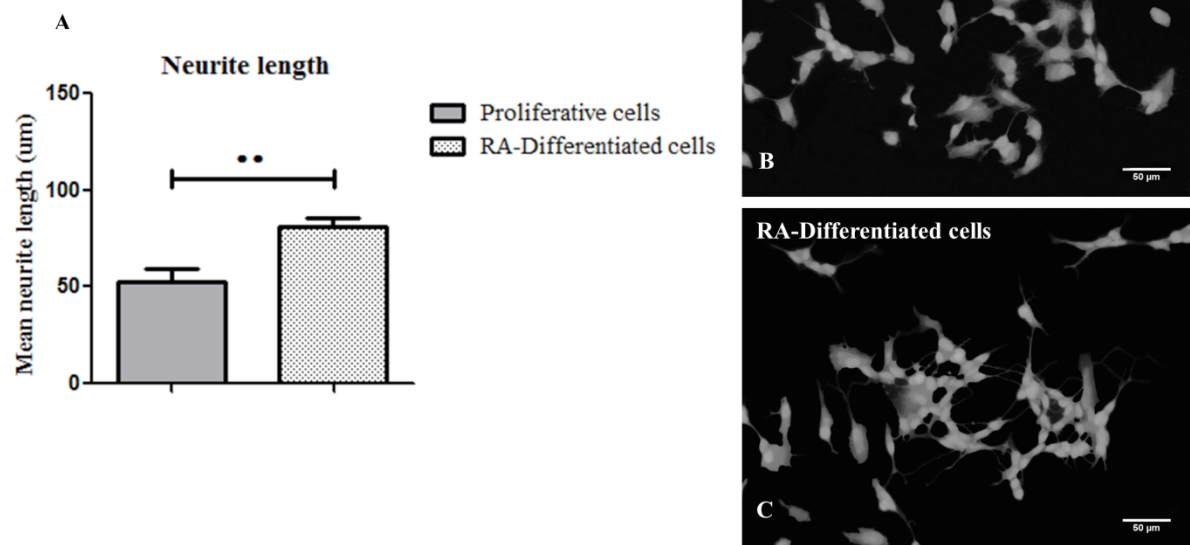 A
Neurite length
Mean neurite length (um)
150
100
50
0
••
Proliferative cells
RA-Differentiated cells
B
50 µm
RA-Differentiated cells
C
50 µm